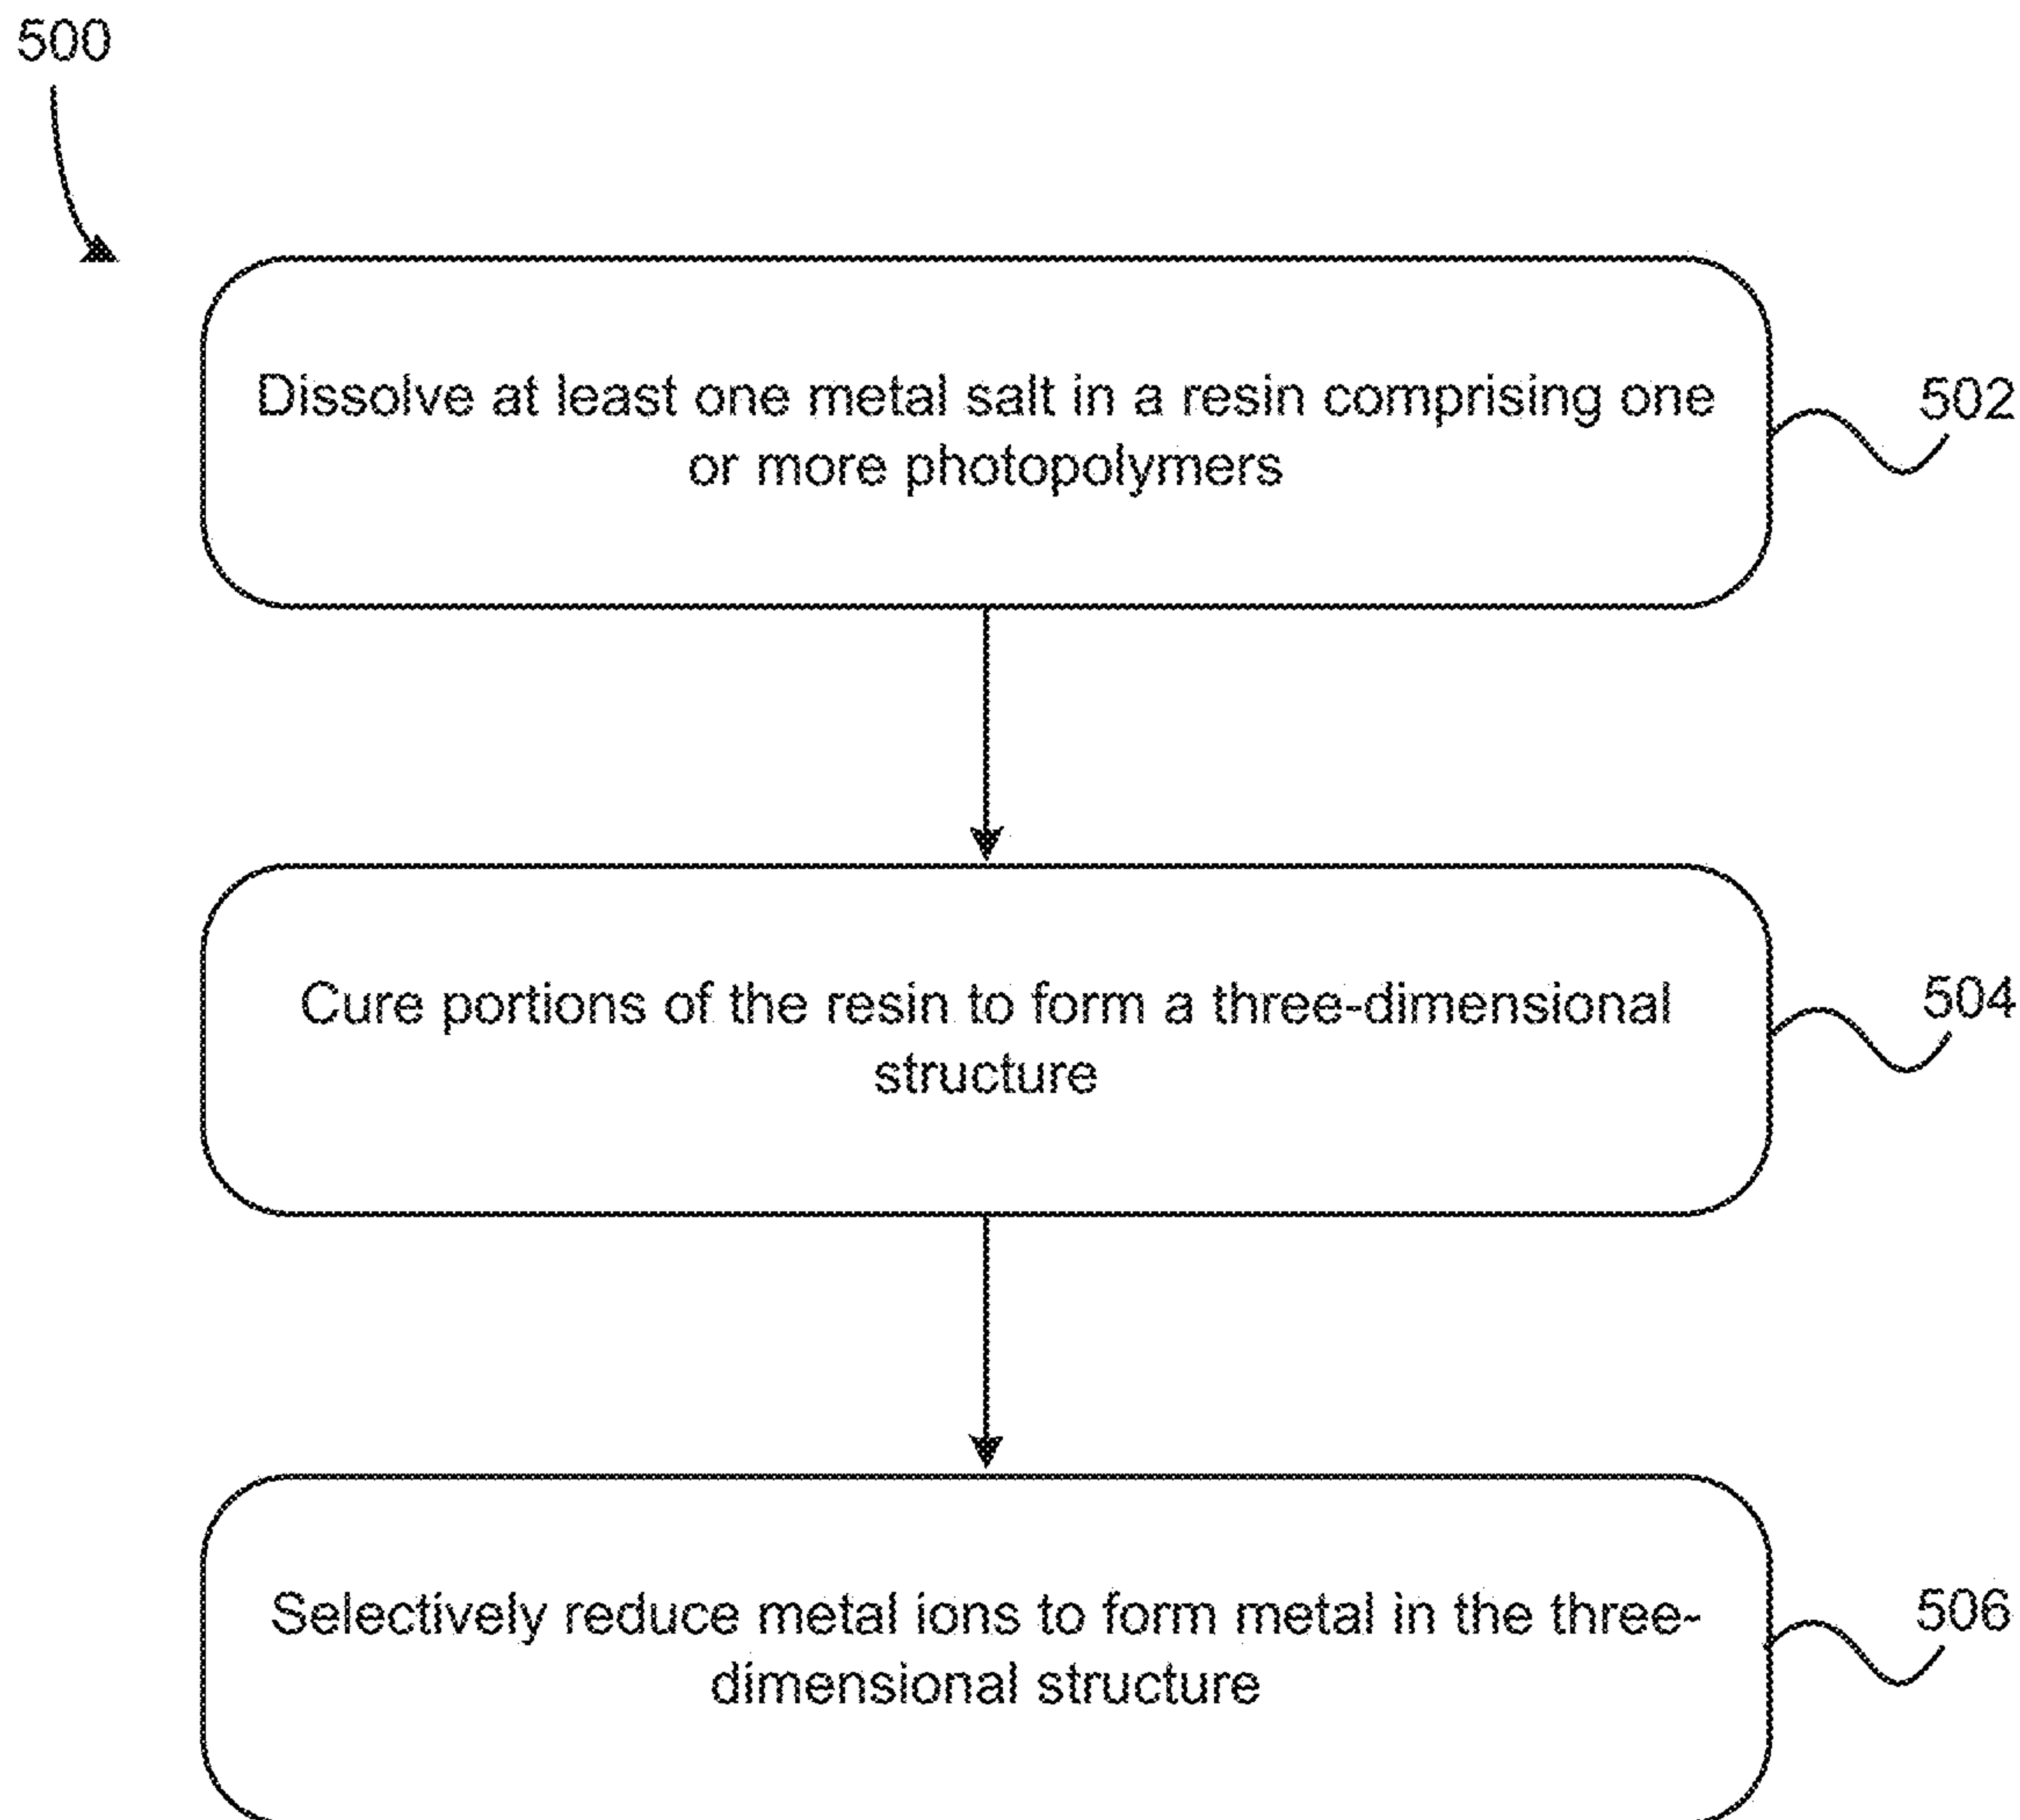 500
Dissolve at least one metal salt in a resin comprising one
or more photopolymers
502
Cure portions of the resin to form a three-dimensional
structure
504
Selectively reduce metal ions to form metal in the three-
dimensional structure
506